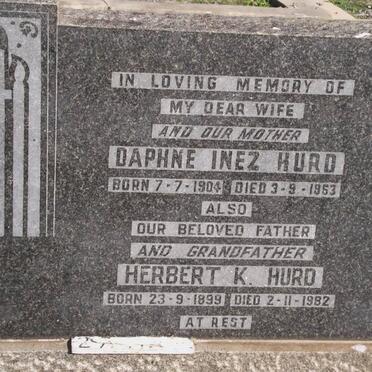 IN LOVING MEMORY OF
MY DEAR WIFE
AND OUR MOTHER
DAPHNE INEZ HURD
BORN 7-7-1904 DIED 3-9-1963
ALSO
OUR BELOVED FATHER
AND GRANDFATHER
HERBERT K. HURD
BORN 23-9-1899 DIED 2-11-1982
AT REST